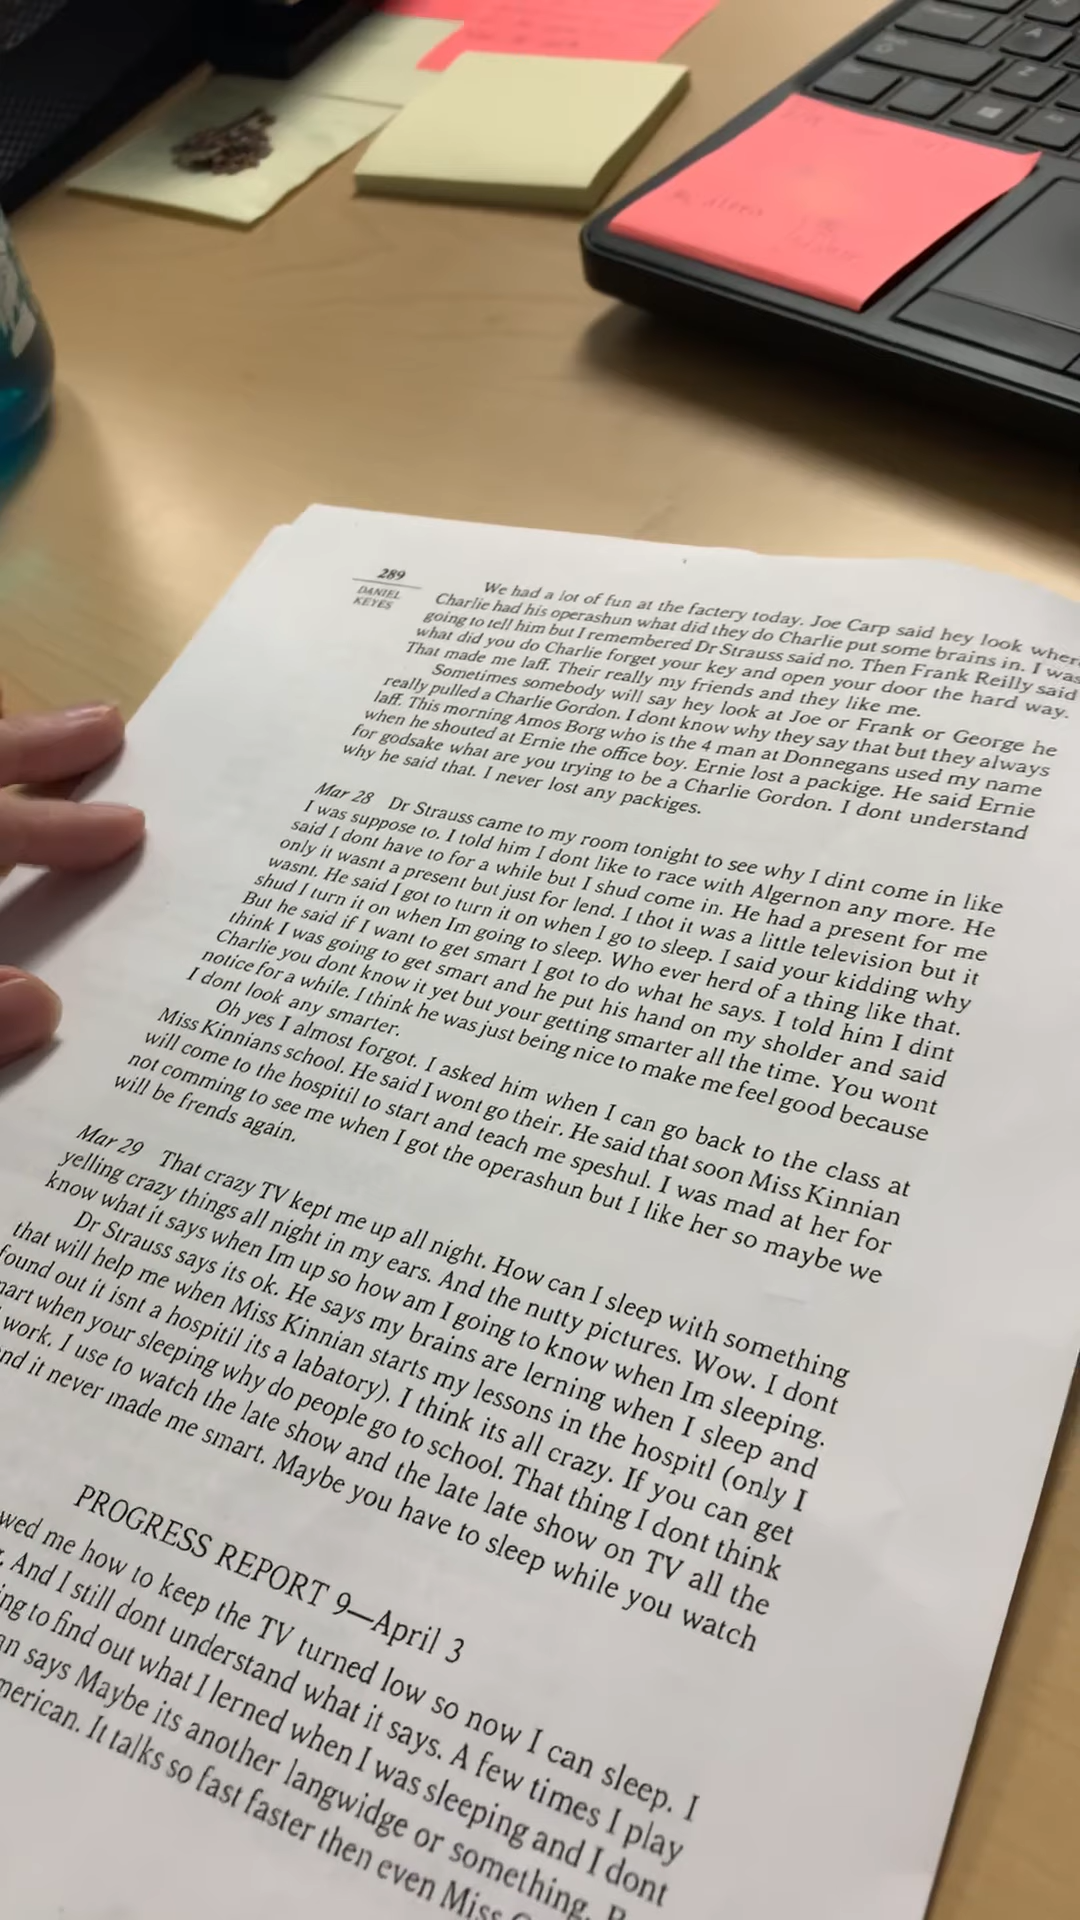 289
DANIEL
KEYES
We had a lot of fun at the factery today. Joe Carp said hey look where
Charlie had his operashun what did they do Charlie put some brains in. I was
going to tell him but I remembered Dr Strauss said no. Then Frank Reilly said
what did you do Charlie forget your key and open your door the hard way.
That made me laff. Their really my friends and they like me.
Sometimes somebody will say hey look at Joe or Frank or George he
really pulled a Charlie Gordon. I dont know why they say that but they always
laff. This morning Amos Borg who is the 4 man at Donnegans used my name
when he shouted at Ernie the office boy. Ernie lost a packige. He said Ernie
for godsake what are you trying to be a Charlie Gordon. I dont understand
why he said that. I never lost any packiges.
Mar 28 Dr Strauss came to my room tonight to see why I dint come in like
I was suppose to. I told him I dont like to race with Algernon any more. He
said I dont have to for a while but I shud come in. He had a present for me
only it wasnt a present but just for lend. I thot it was a little television but it
wasnt. He said I got to turn it on when I go to sleep. I said your kidding why
shud I turn it on when Im going to sleep. Who ever herd of a thing like that.
But he said if I want to get smart I got to do what he says. I told him I dint
think I was going to get smart and he put his hand on my sholder and said
Charlie you dont know it yet but your getting smarter all the time. You wont
notice for a while. I think he was just being nice to make me feel good because
I dont look any smarter.
Oh yes I almost forgot. I asked him when I can go back to the class at
Miss Kinnians school. He said I wont go their. He said that soon Miss Kinnian
will come to the hospitil to start and teach me speshul. I was mad at her for
not comming to see me when I got the operashun but I like her so maybe we
will be frends again.
Mar 29 That crazy TV kept me up all night. How can I sleep with something
yelling crazy things all night in my ears. And the nutty pictures. Wow. I dont
know what it says when Im up so how am I going to know when Im sleeping.
Dr Strauss says its ok. He says my brains are lerning when I sleep and
that will help me when Miss Kinnian starts my lessons in the hospitl (only I
found out it isnt a hospitil its a labatory). I think its all crazy. If you can get
mart when your sleeping why do people go to school. That thing I dont think
work. I use to watch the late show and the late late show on TV all the
nd it never made me smart. Maybe you have to sleep while you watch
PROGRESS REPORT 9—April 3
wed me how to keep the TV turned low so now I can sleep. I
. And I still dont understand what it says. A few times I play
ing to find out what I lerned when I was sleeping and I dont
an says Maybe its another langwidge or something.
merican. It talks so fast faster then even Miss